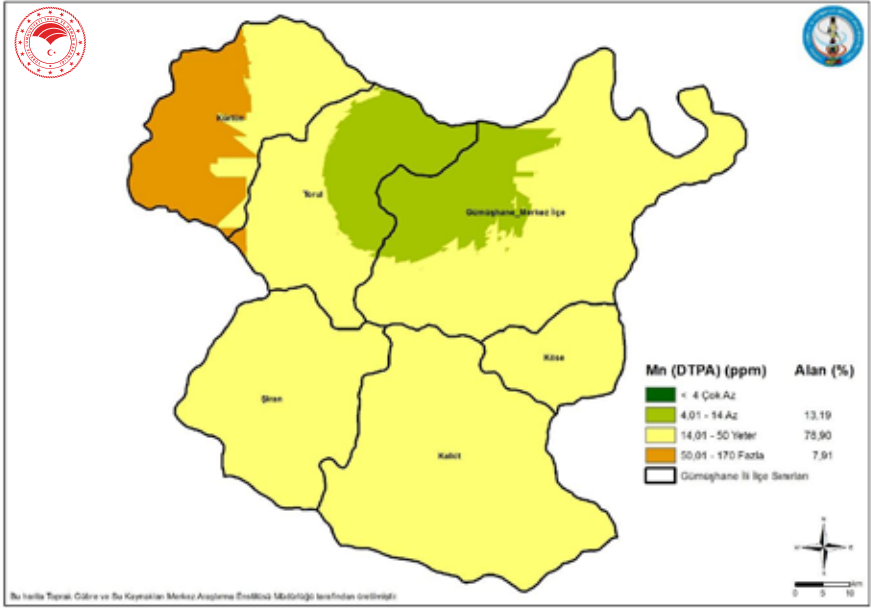 Kürtün
Torul
Gümüşhane_Merkez İlçe
Köse
Şiran
Kelkit
Mn (DTPA) (ppm) Alan (%)
< 4 Çok Az
4,01 - 14 Az 13,19
14,01 - 50 Yeter 78,90
50,01 - 170 Fazla 7,91
Gümüşhane İli İlçe Sınırları
Km
0 5 10
Bu harita Toprak Gübre ve Su Kaynakları Merkez Araştırma Enstitüsü Müdürlüğü tarafından üretilmiştir.